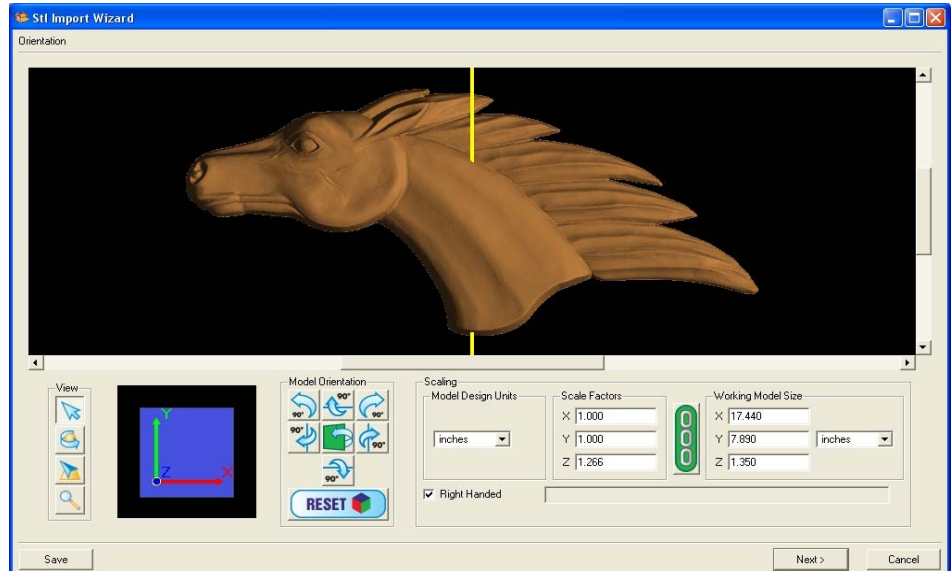 Stl Import Wizard
Orientation
View
Y
Z
X
Model Orientation
90°
90°
90°
90°
90°
90°
RESET
Scaling
Model Design Units
inches
Scale Factors
X 1.000
Y 1.000
Z 1.266
Working Model Size
X 17.440
Y 7.890
Z 1.350
inches
Right Handed
Save
Next >
Cancel